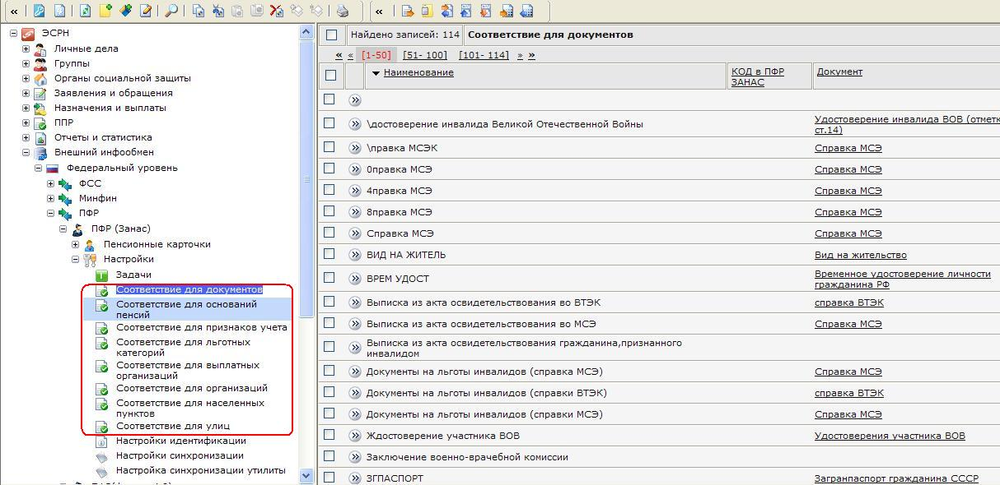 «
«
ЭСРН
Личные дела
Группы
Органы социальной защиты
Заявления и обращения
Назначения и выплаты
ППР
Отчеты и статистика
Внешний инфообмен
Федеральный уровень
ФСС
Минфин
ПФР
ПФР (Занас)
Пенсионные карточки
Настройки
Задачи
Соответствие для документов
Соответствие для оснований
пенсий
Соответствие для признаков учета
Соответствие для льготных
категорий
Соответствие для выплатных
организаций
Соответствие для организаций
Соответствие для населенных
пунктов
Соответствие для улиц
Настройки идентификации
Настройки синхронизации
Настройка синхронизации утилиты
Найдено записей: 114 Соответствие для документов
« « [1-50] [51- 100] [101- 114] » »
Наименование КОД в ПФР
ЗАНАС Документ
\достоверение инвалида Великой Отечественной Войны Удостоверение инвалида ВОВ (отметк
ст.14)
\правка МСЭК Справка МСЭ
0правка МСЭ Справка МСЭ
4правка МСЭ Справка МСЭ
8правка МСЭ Справка МСЭ
Cправка МСЭ Справка МСЭ
ВИД НА ЖИТЕЛЬ Вид на жительство
ВРЕМ УДОСТ Временное удостоверение личности
гражданина РФ
Выписка из акта освидетельствования во ВТЭК справка ВТЭК
Выписка из акта освидетельствования во МСЭ Справка МСЭ
Выписка из акта освидетельствования гражданина,признанного
инвалидом
Документы на льготы инвалидов (справка МСЭ) Справка МСЭ
Документы на льготы инвалидов (справки ВТЭК) справка ВТЭК
Документы на льготы инвалидов (справки МСЭ) Справка МСЭ
Ждостоверение участника ВОВ Удостоверения участника ВОВ
Заключение военно-врачебной комиссии
ЗГПАСПОРТ Загранпаспорт гражданина СССР